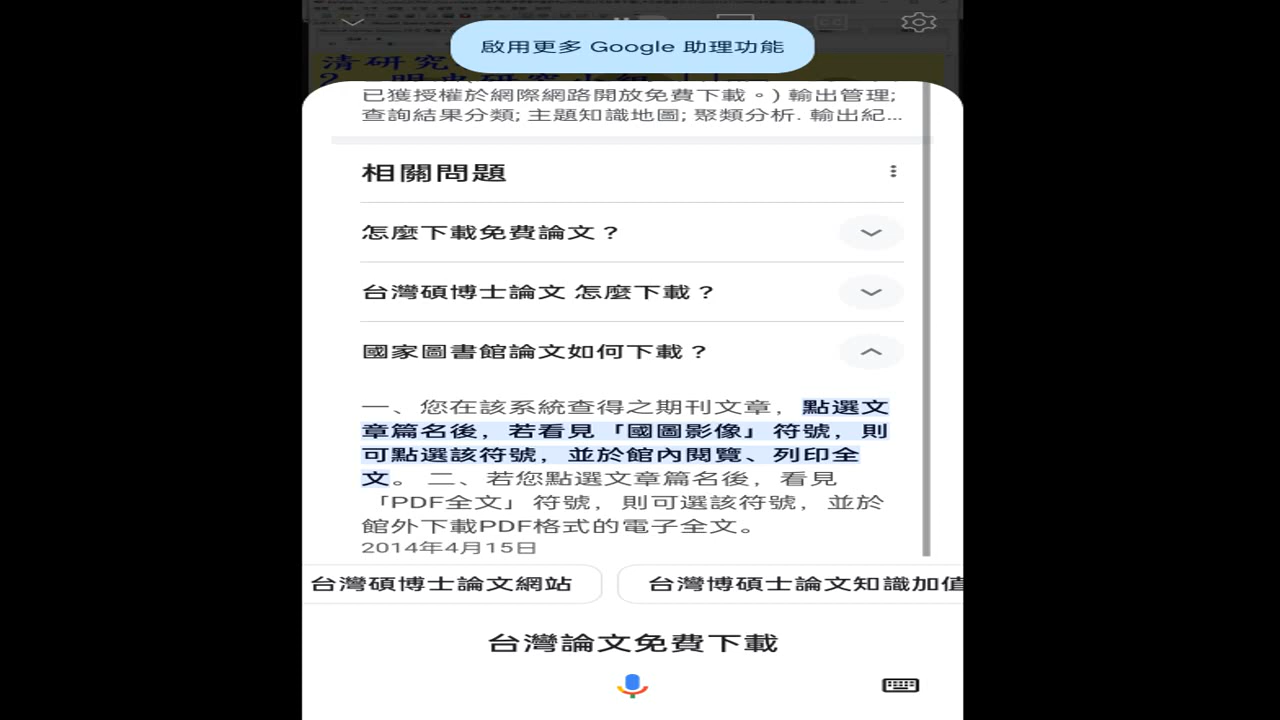 啟用更多 Google 助理功能
清研究
已獲授權於網際網路開放免費下載。) 輸出管理;
查詢結果分類; 主題知識地圖; 聚類分析. 輸出紀...
相關問題
怎麼下載免費論文？
台灣碩博士論文 怎麼下載？
國家圖書館論文如何下載？
一、您在該系統查得之期刊文章，點選文
章篇名後，若看見「國圖影像」符號，則
可點選該符號，並於館內閱覽、列印全
文。 二、若您點選文章篇名後，看見
「PDF全文」符號，則可選該符號，並於
館外下載PDF格式的電子全文。
2014年4月15日
台灣碩博士論文網站
台灣博碩士論文知識加值
台灣論文免費下載